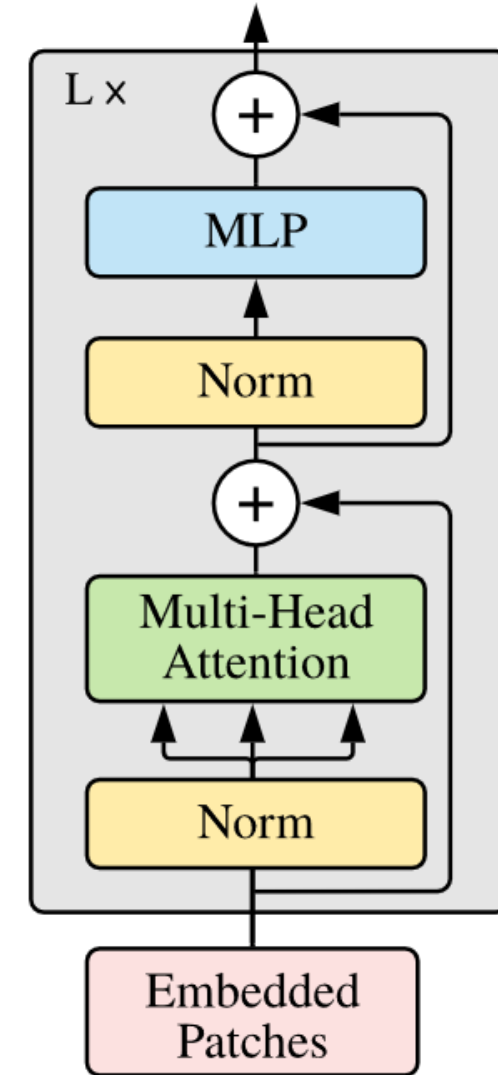 L ×
+
MLP
Norm
+
Multi-Head
Attention
Norm
Embedded
Patches